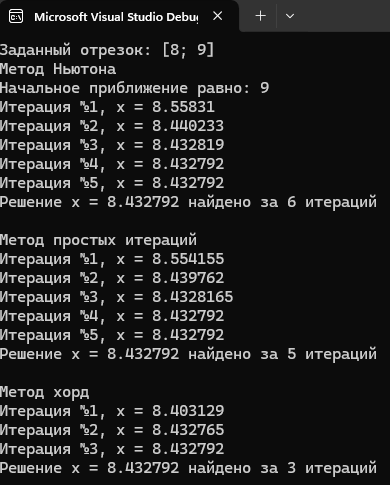 Microsoft Visual Studio Debu
Заданный отрезок: [8; 9]
Метод Ньютона
Начальное приближение равно: 9
Итерация №1, x = 8.55831
Итерация №2, x = 8.440233
Итерация №3, x = 8.432819
Итерация №4, x = 8.432792
Итерация №5, x = 8.432792
Решение x = 8.432792 найдено за 6 итераций
Метод простых итераций
Итерация №1, x = 8.554155
Итерация №2, x = 8.439762
Итерация №3, x = 8.4328165
Итерация №4, x = 8.432792
Итерация №5, x = 8.432792
Решение x = 8.432792 найдено за 5 итераций
Метод хорд
Итерация №1, x = 8.403129
Итерация №2, x = 8.432765
Итерация №3, x = 8.432792
Решение x = 8.432792 найдено за 3 итераций